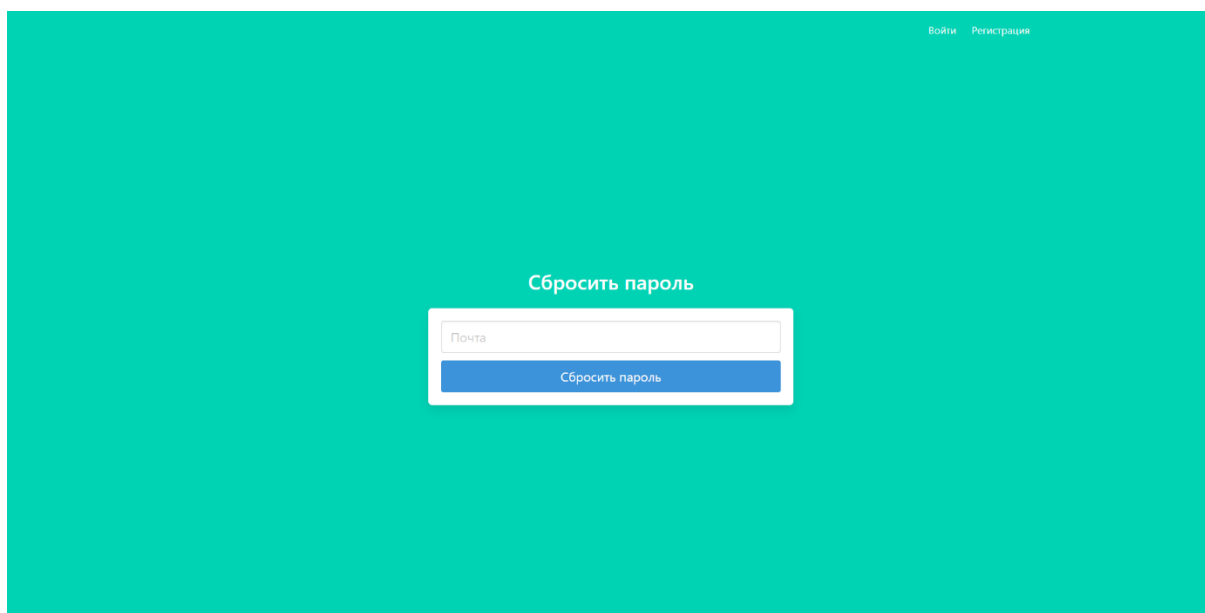 Войти Регистрация
Сбросить пароль
Почта
Сбросить пароль